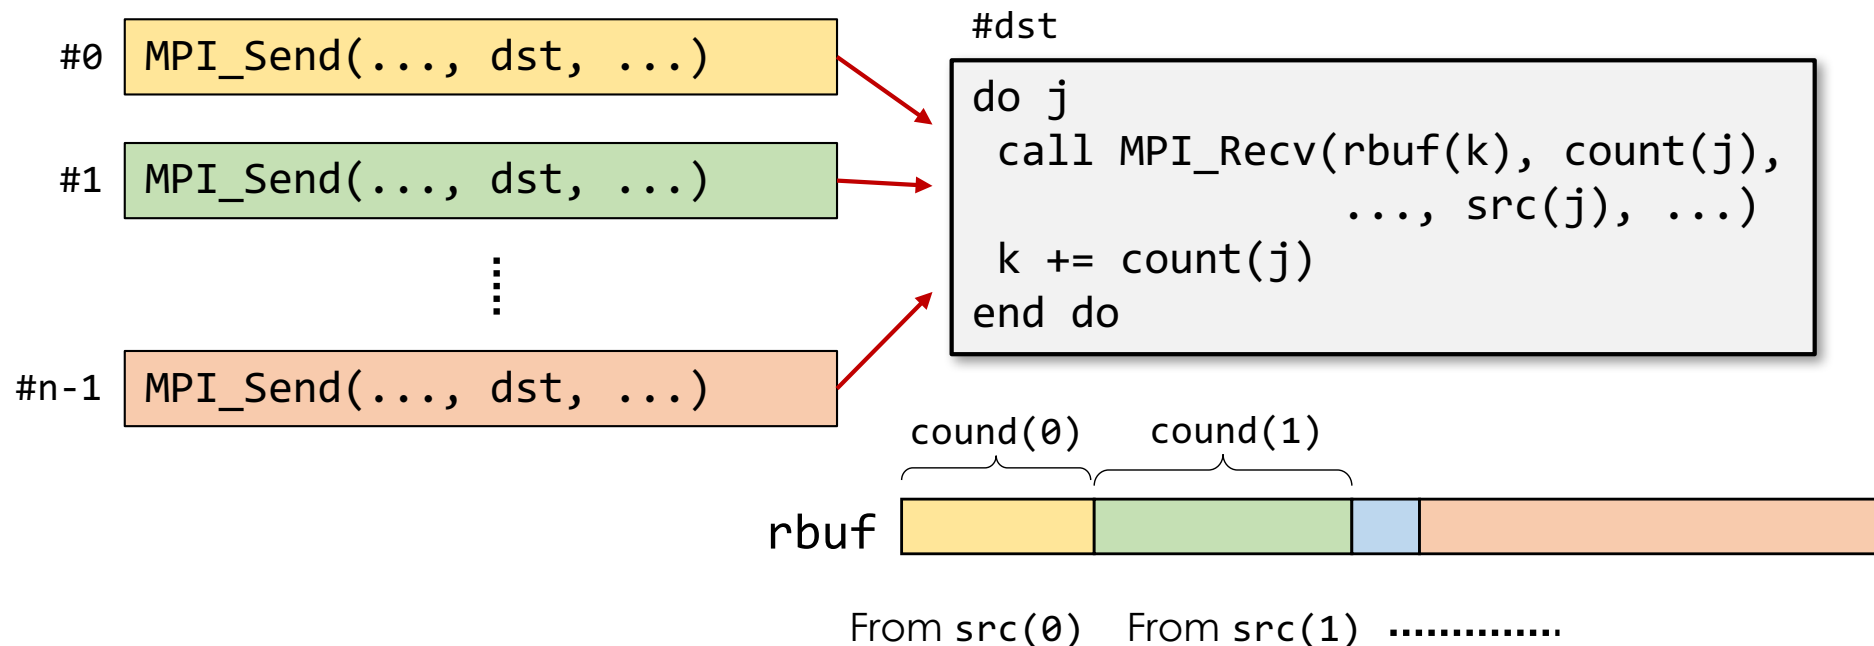 #0 MPI_Send(..., dst, ...)
#1 MPI_Send(..., dst, ...)
#n-1 MPI_Send(..., dst, ...)
#dst
do j
call MPI_Recv(rbuf(k), count(j),
..., src(j), ...)
k += count(j)
end do
cound(0) cound(1)
rbuf
From src(0) From src(1)